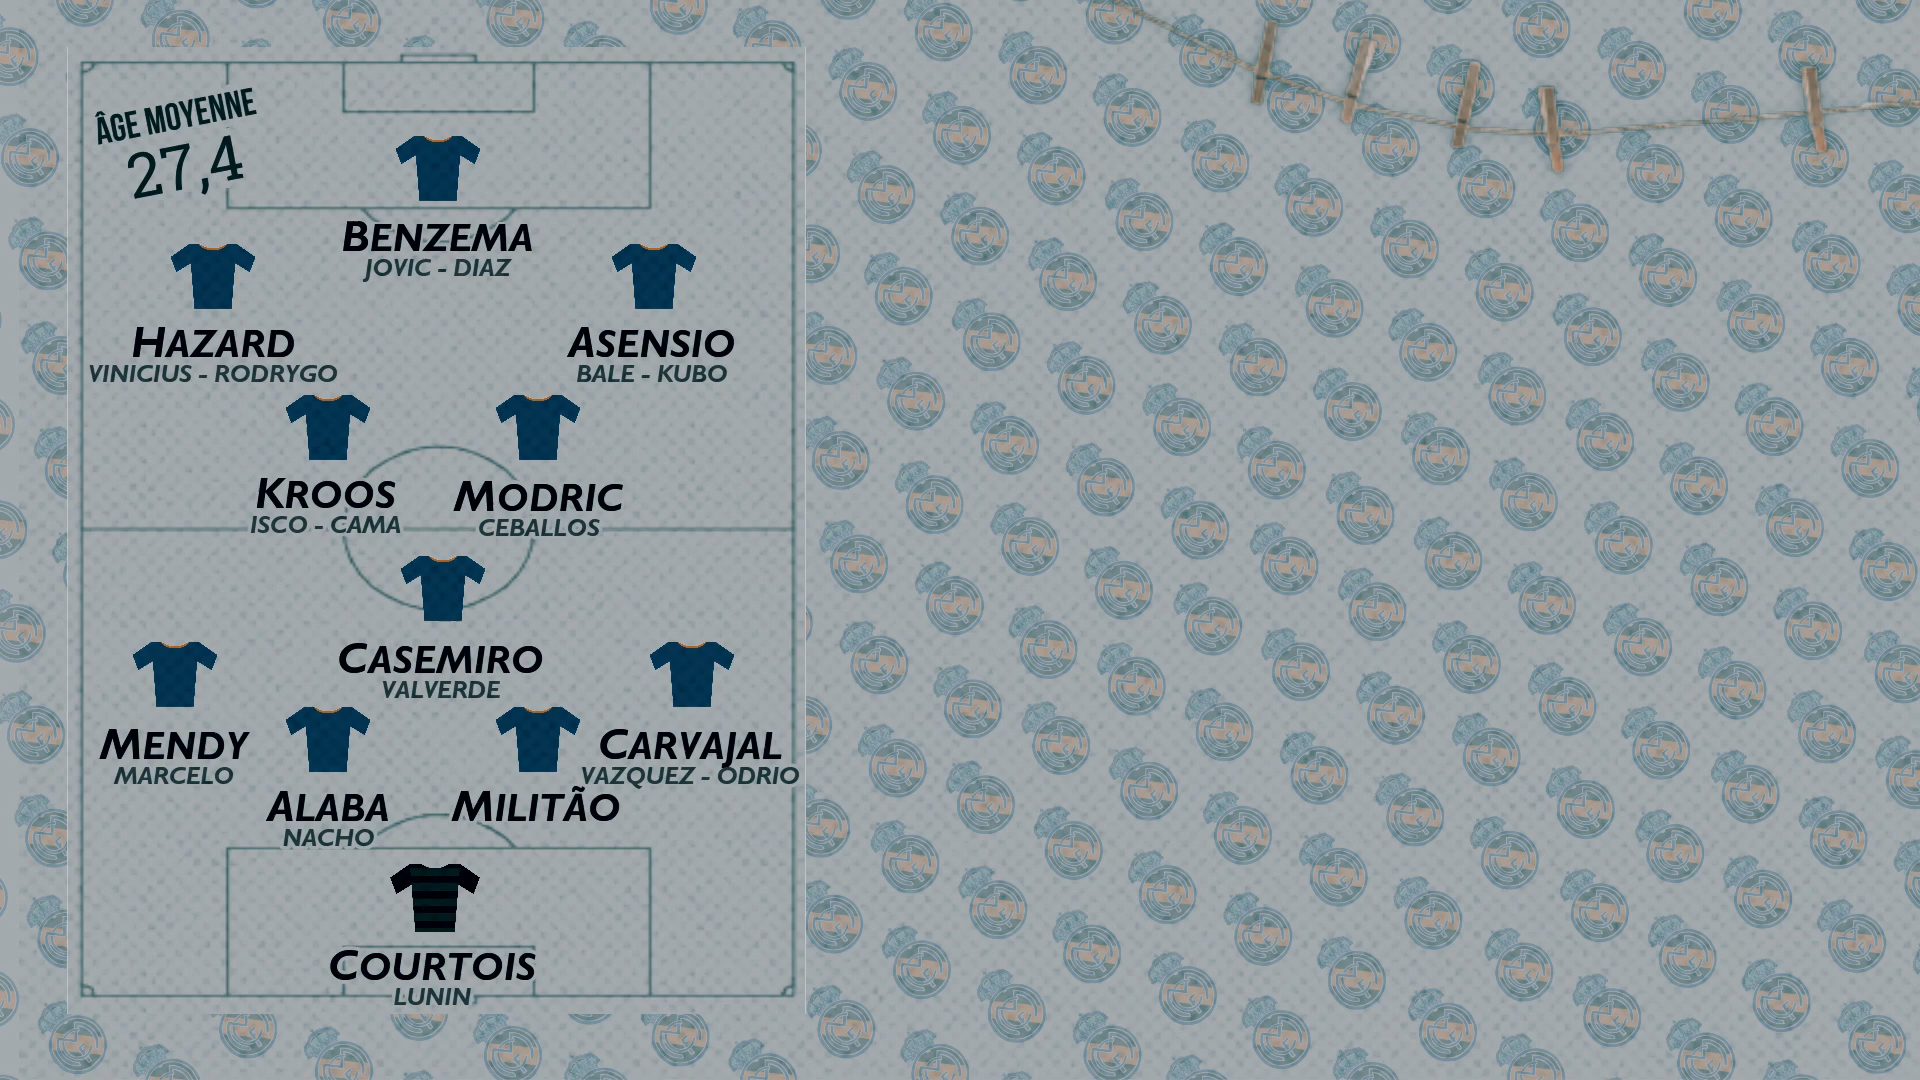 ÂGE MOYENNE
27,4
BENZEMA
JOVIC - DIAZ
HAZARD
VINICIUS - RODRYGO
ASENSIO
BALE - KUBO
KROOS
ISCO - CAMA
MODRIC
CEBALLOS
CASEMIRO
VALVERDE
MENDY
MARCELO
CARVAJAL
VAZQUEZ - ODRIO
ALABA
NACHO
MILITÃO
COURTOIS
LUNIN